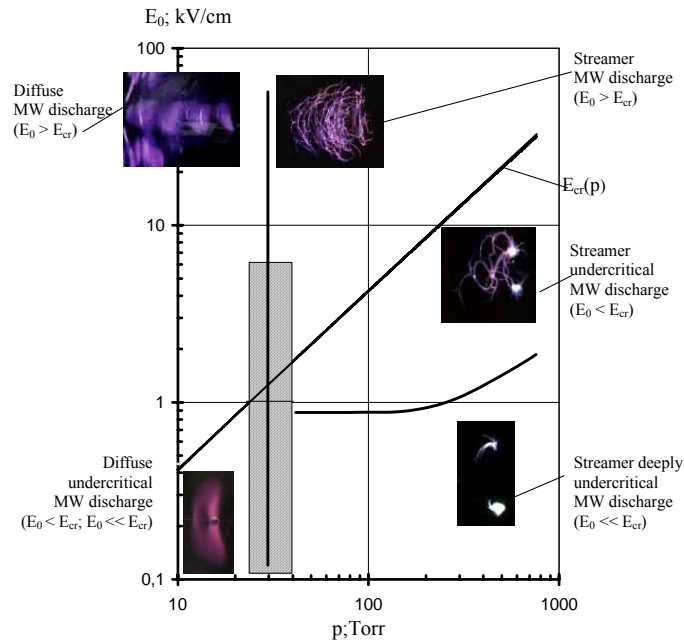 E₀; kV/cm
100
10
1
0,1
10
100
1000
p;Torr
Diffuse
MW discharge
(E₀ > E_cr)
Streamer
MW discharge
(E₀ > E_cr)
E_cr(p)
Streamer
undercritical
MW discharge
(E₀ < E_cr)
Diffuse
undercritical
MW discharge
(E₀ < E_cr; E₀ << E_cr)
Streamer deeply
undercritical
MW discharge
(E₀ << E_cr)